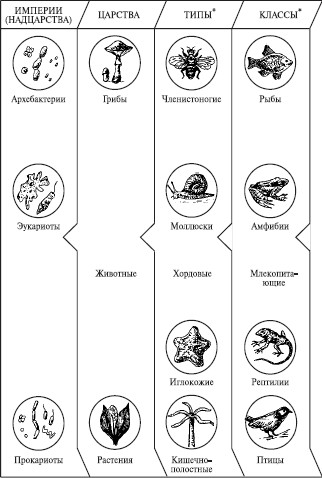 ИМПЕРИИ
(НАДЦАРСТВА)
ЦАРСТВА
ТИПЫ*
КЛАССЫ*
Архебактерии
Грибы
Членистоногие
Рыбы
Эукариоты
Моллюски
Амфибии
Животные
Хордовые
Млекопита-
ющие
Иглокожие
Рептилии
Прокариоты
Растения
Кишечно-
полостные
Птицы